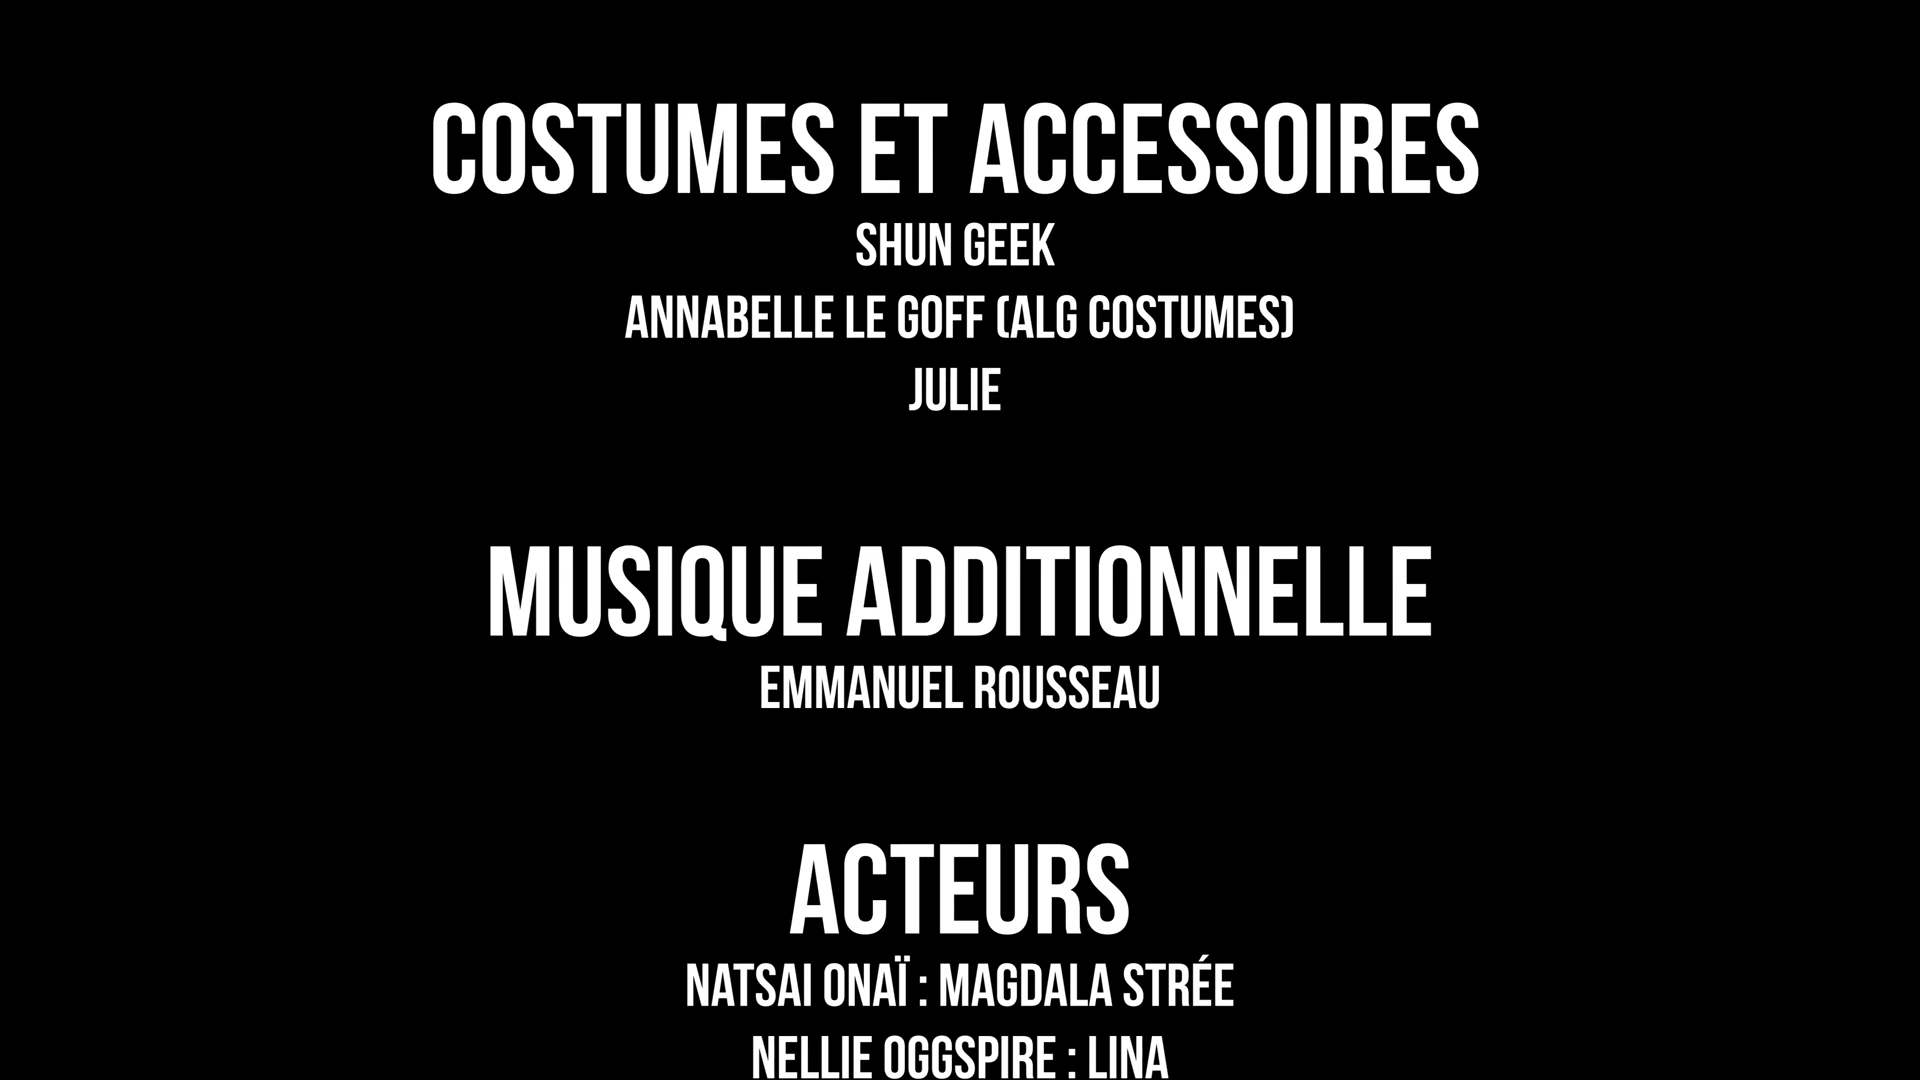 COSTUMES ET ACCESSOIRES
SHUN GEEK
ANNABELLE LE GOFF (ALG COSTUMES)
JULIE
MUSIQUE ADDITIONNELLE
EMMANUEL ROUSSEAU
ACTEURS
NATSAI ONAÏ : MAGDALA STRÉE
NELLIE OGGSPIRE : LINA